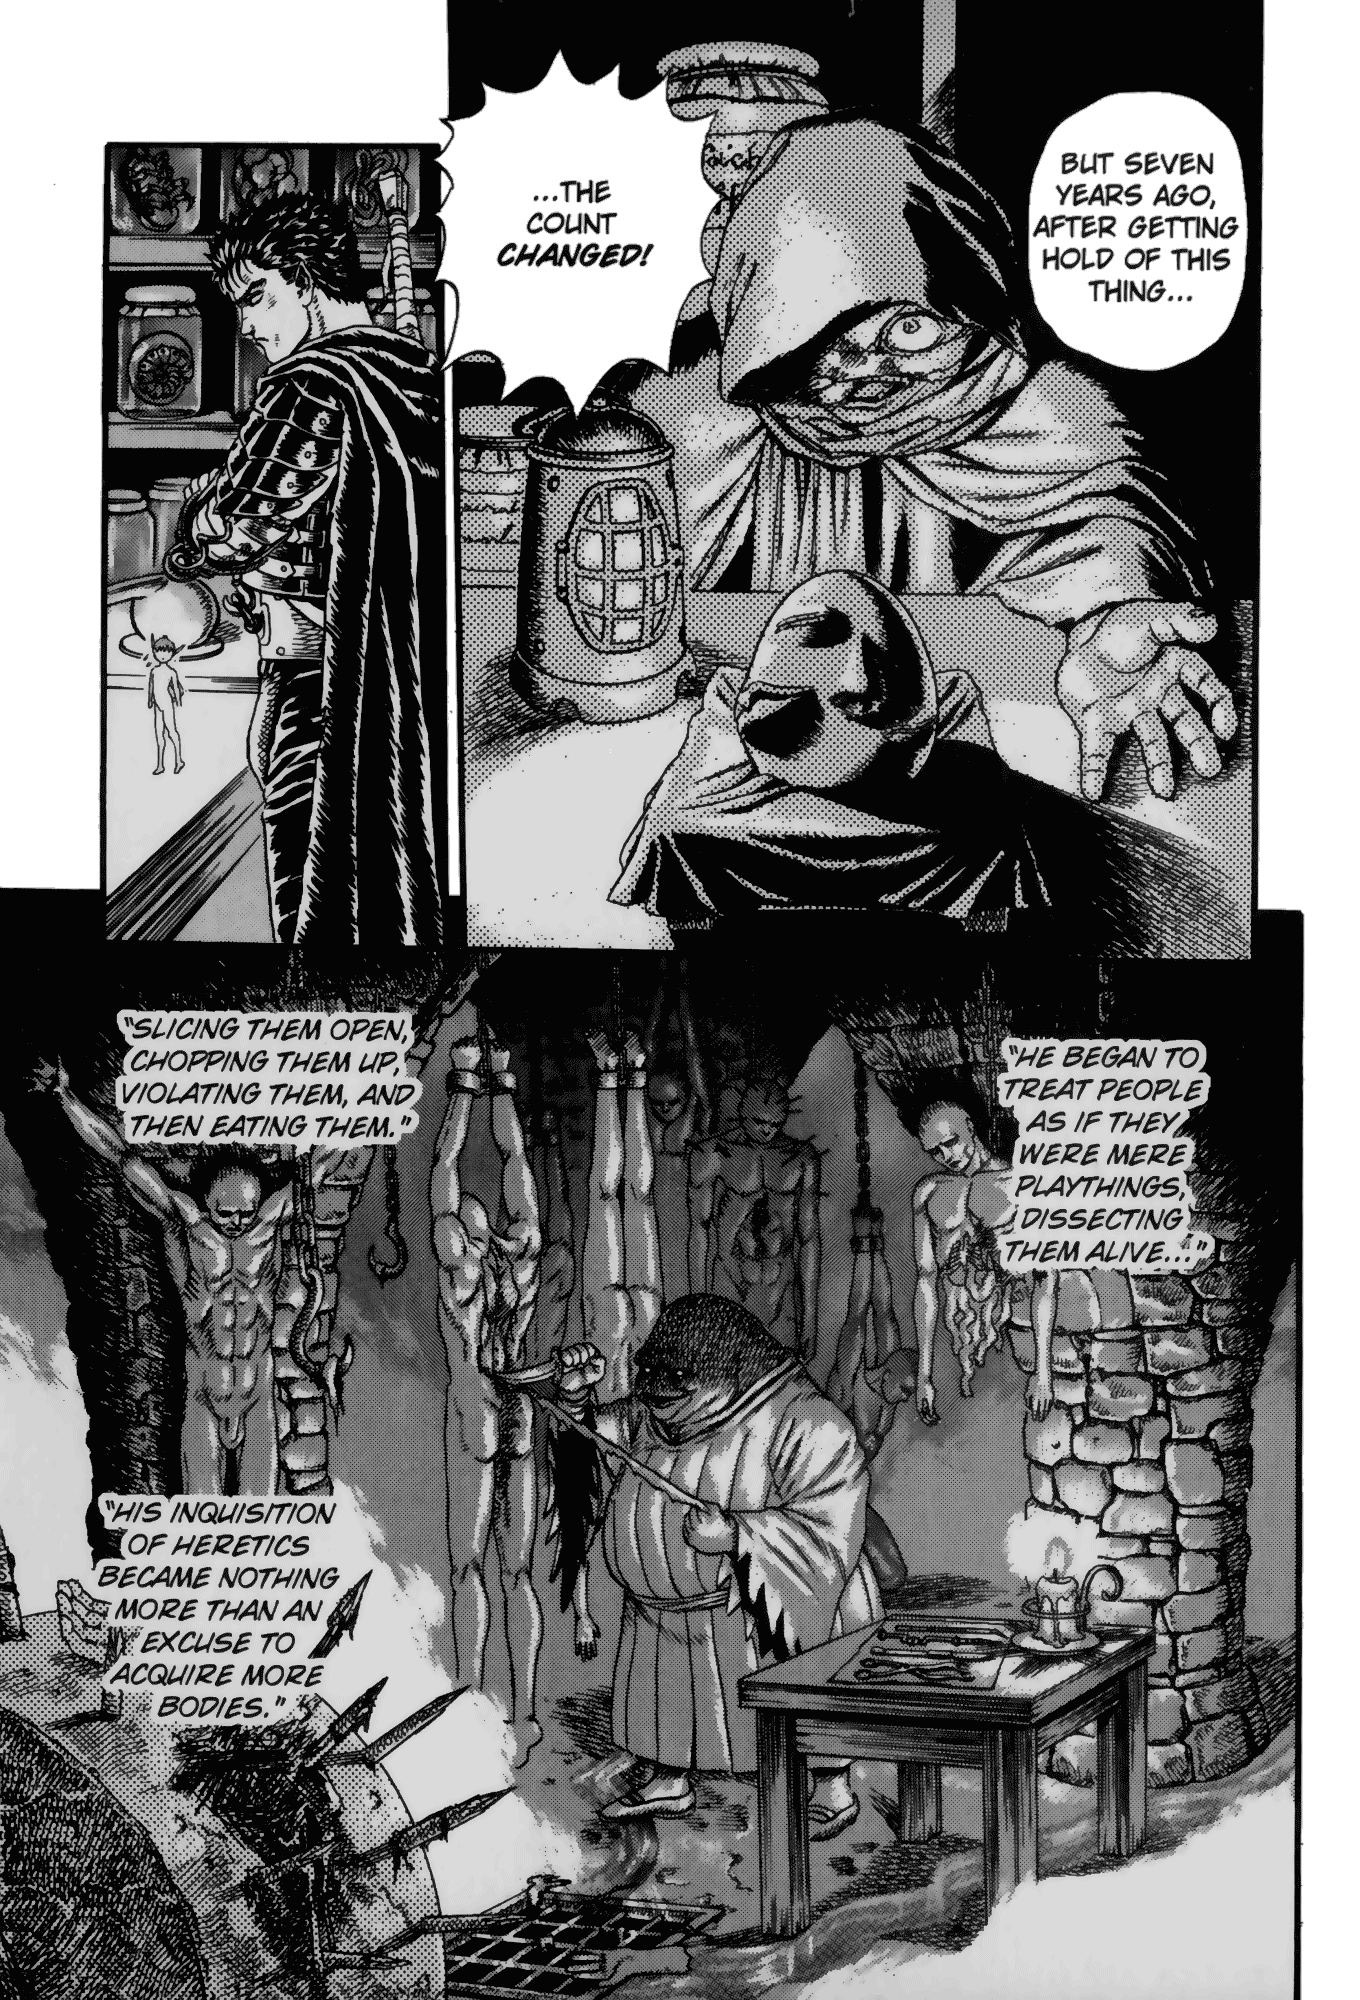 BUT SEVEN
YEARS AGO,
AFTER GETTING
HOLD OF THIS
THING...
...THE
COUNT
CHANGED!
"HE BEGAN TO
TREAT PEOPLE
AS IF THEY
WERE MERE
PLAYTHINGS,
DISSECTING
THEM ALIVE..."
"SLICING THEM OPEN,
CHOPPING THEM UP,
VIOLATING THEM, AND
THEN EATING THEM."
"HIS INQUISITION
OF HERETICS
BECAME NOTHING
MORE THAN AN
EXCUSE TO
ACQUIRE MORE
BODIES."